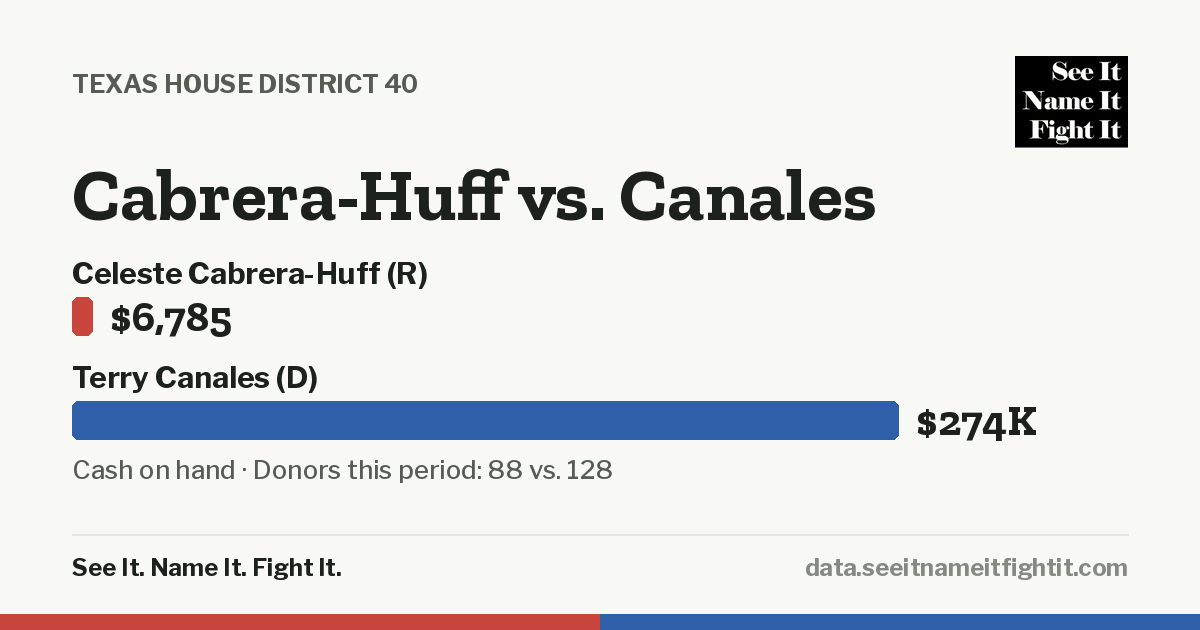 TEXAS HOUSE DISTRICT 40
See It
Name It
Fight It
Cabrera-Huff vs. Canales
Celeste Cabrera-Huff (R)
$6,785
Terry Canales (D)
$274K
Cash on hand · Donors this period: 88 vs. 128
See It. Name It. Fight It.
data.seeitnameitfightit.com